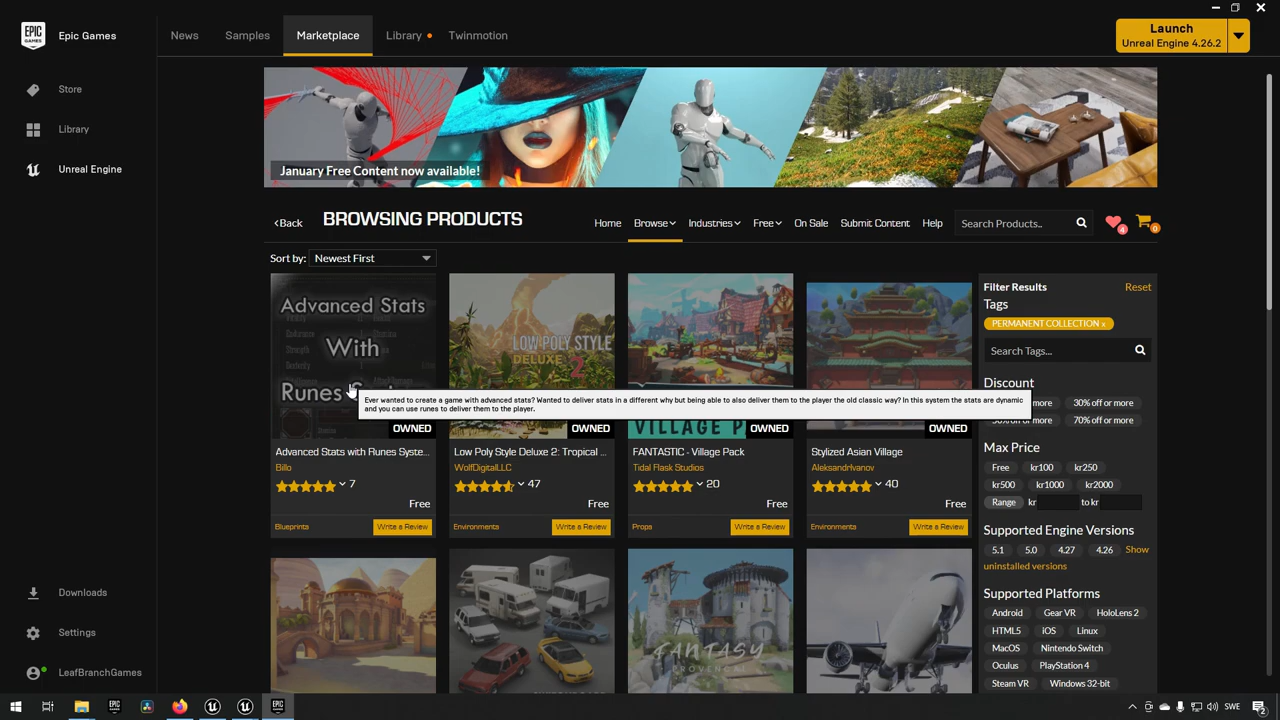 EPIC GAMES
Epic Games
News
Samples
Marketplace
Library
Twinmotion
Launch
Unreal Engine 4.26.2
Store
Library
Unreal Engine
January Free Content now available!
Back
BROWSING PRODUCTS
Home
Browse
Industries
Free
On Sale
Submit Content
Help
Search Products..
4
0
Sort by:
Newest First
Advanced Stats
With
Runes
LOW POLY STYLE
DELUXE 2
Ever wanted to create a game with advanced stats? Wanted to deliver stats in a different why but being able to also deliver them to the player the old classic way? In this system the stats are dynamic
and you can use runes to deliver them to the player.
VILLAGE P
OWNED
OWNED
OWNED
OWNED
Advanced Stats with Runes Syste...
Billo
7
Free
Blueprints
Write a Review
Low Poly Style Deluxe 2: Tropical ...
WolfDigitalLLC
47
Free
Environments
Write a Review
FANTASTIC - Village Pack
Tidal Flask Studios
20
Free
Props
Write a Review
Stylized Asian Village
AleksandrIvanov
40
Free
Environments
Write a Review
FANTASY
PROVENCAL
Filter Results
Reset
Tags
PERMANENT COLLECTION x
Search Tags...
Discount
more
30% off or more
50% off or more
70% off or more
Max Price
Free
kr100
kr250
kr500
kr1000
kr2000
Range
kr
to kr
Supported Engine Versions
5.1
5.0
4.27
4.26
Show
uninstalled versions
Supported Platforms
Android
Gear VR
HoloLens 2
HTML5
iOS
Linux
MacOS
Nintendo Switch
Oculus
PlayStation 4
Steam VR
Windows 32-bit
Downloads
Settings
LeafBranchGames
SWE